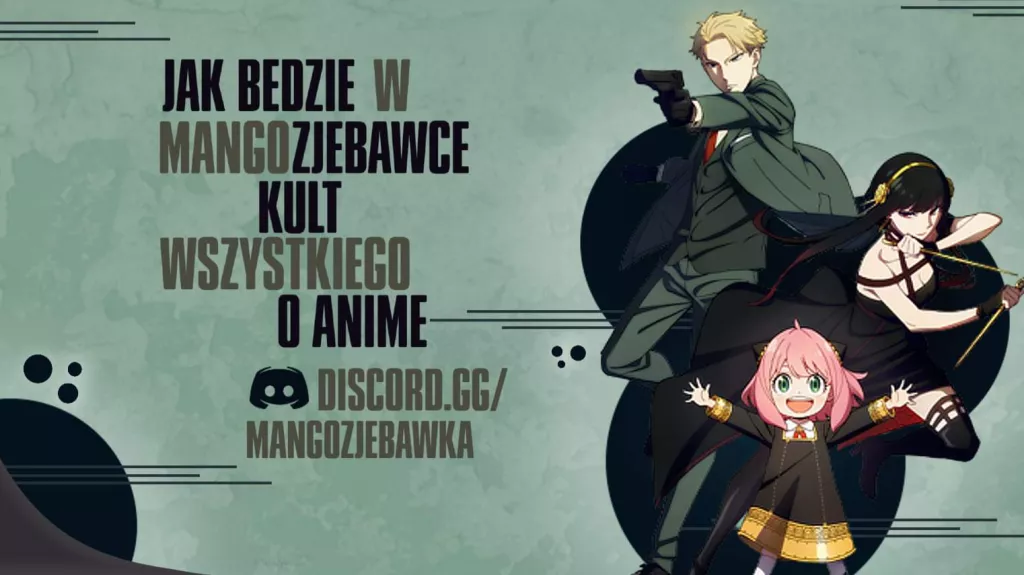 JAK BEDZIE W
MANGOZJEBAWCE
KULT
WSZYSTKIEGO
O ANIME
DISCORD.GG/
MANGOZJEBAWKA